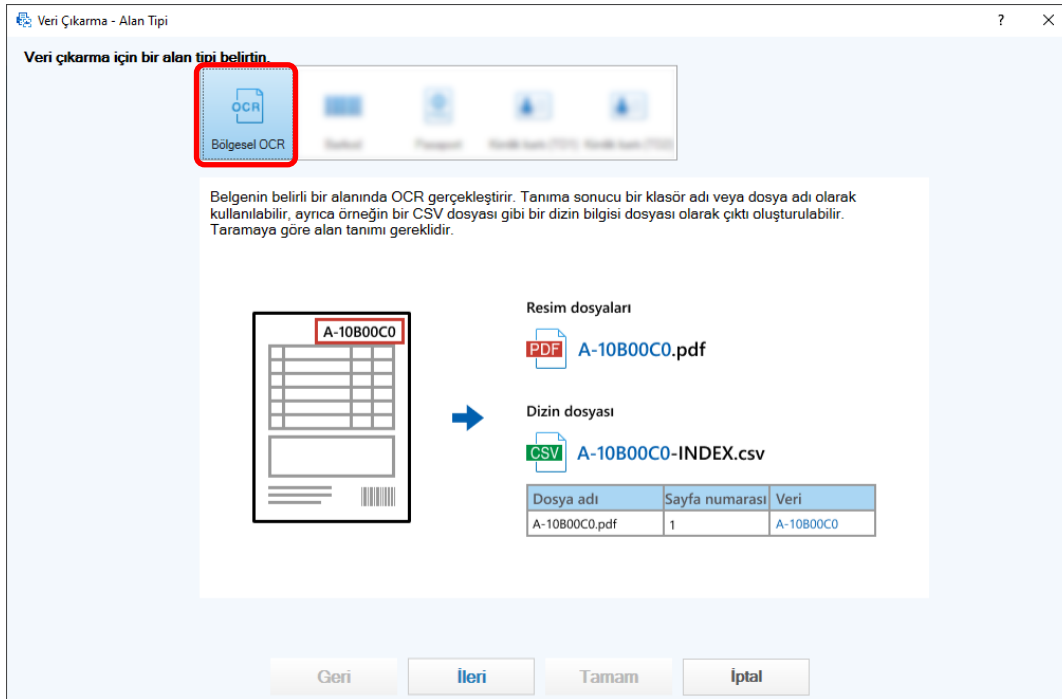 Veri Çıkarma - Alan Tipi
?
Veri çıkarma için bir alan tipi belirtin.
OCR
Bölgesel OCR
Belgenin belirli bir alanında OCR gerçekleştirir. Tanıma sonucu bir klasör adı veya dosya adı olarak
kullanılabilir, ayrıca örneğin bir CSV dosyası gibi bir dizin bilgisi dosyası olarak çıktı oluşturulabilir.
Taramaya göre alan tanımı gereklidir.
A-10B00C0
Resim dosyaları
PDF A-10B00C0.pdf
Dizin dosyası
CSV A-10B00C0-INDEX.csv
Dosya adı Sayfa numarası Veri
A-10B00C0.pdf 1 A-10B00C0
Geri İleri Tamam İptal